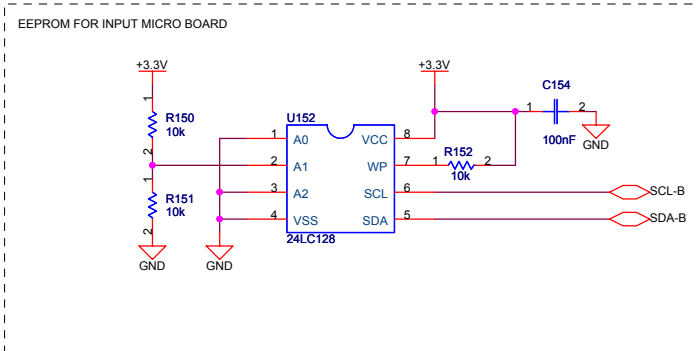 EEPROM FOR INPUT MICRO BOARD
+3.3V
+3.3V
C154
1
2
100nF
GND
1
R150
10k
2
U152
1
A0
VCC
8
2
A1
WP
7
1
R152
2
10k
1
R151
10k
2
3
A2
SCL
6
SCL-B
4
VSS
SDA
5
SDA-B
24LC128
GND
GND